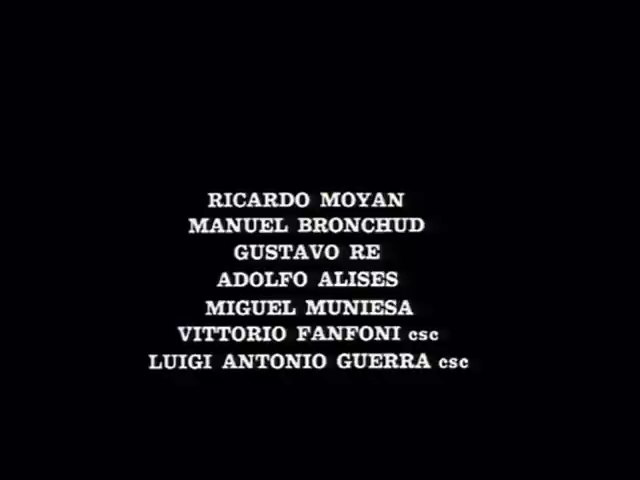 RICARDO MOYAN
MANUEL BRONCHUD
GUSTAVO RE
ADOLFO ALISES
MIGUEL MUNIESA
VITTORIO FANFONI csc
LUIGI ANTONIO GUERRA csc